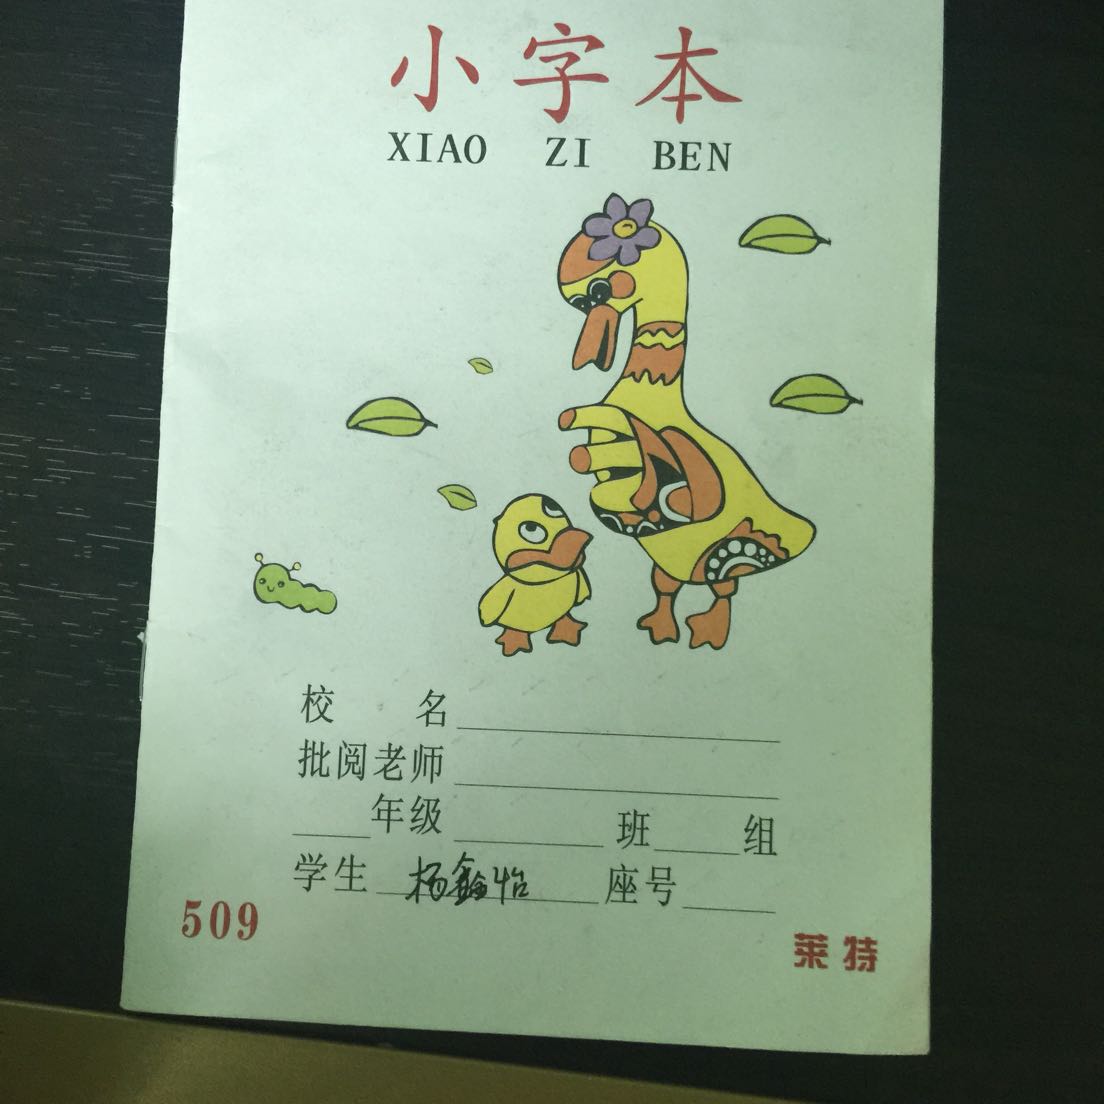 小字本
XIAO ZI BEN
校名
批阅老师
年级 班 组
学生 杨鑫怡 座号
509
莱特